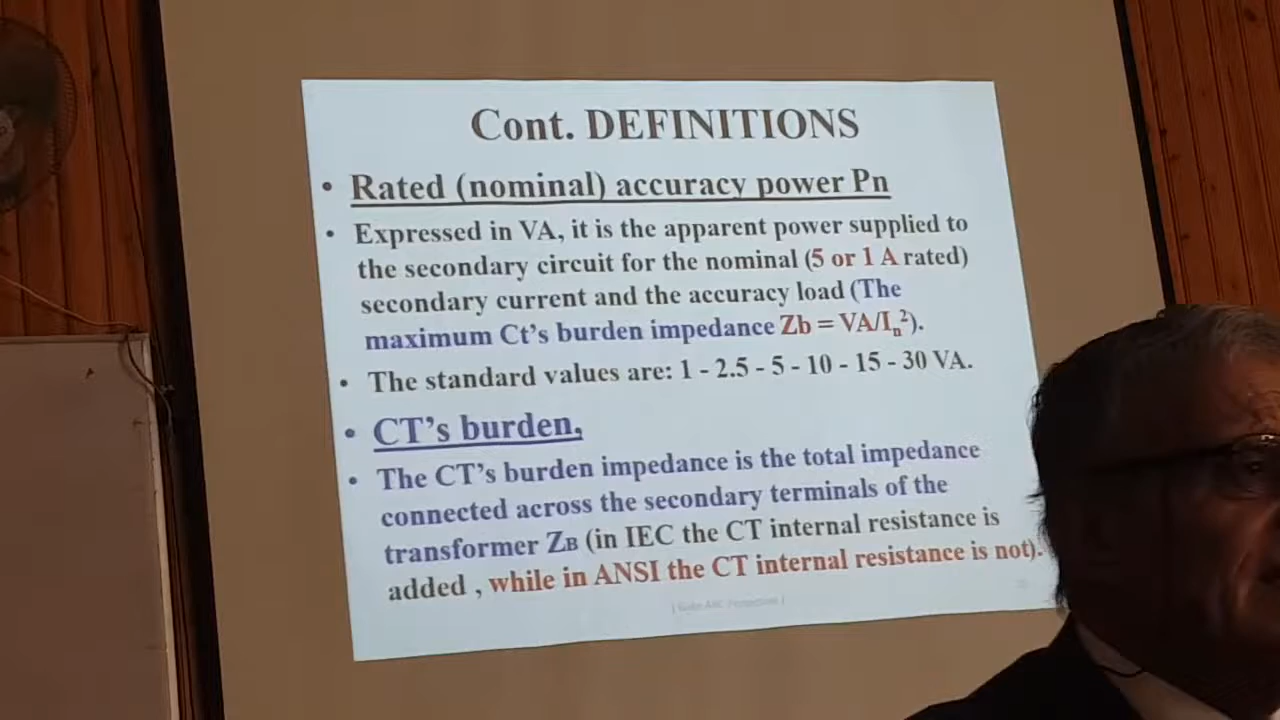 Cont. DEFINITIONS
• Rated (nominal) accuracy power Pn
• Expressed in VA, it is the apparent power supplied to
the secondary circuit for the nominal (5 or 1 A rated)
secondary current and the accuracy load (The
maximum Ct's burden impedance Zb = VA/Iₙ²).
• The standard values are: 1 - 2.5 - 5 - 10 - 15 - 30 VA.
• CT's burden,
• The CT's burden impedance is the total impedance
connected across the secondary terminals of the
transformer ZB (in IEC the CT internal resistance is
added , while in ANSI the CT internal resistance is not).